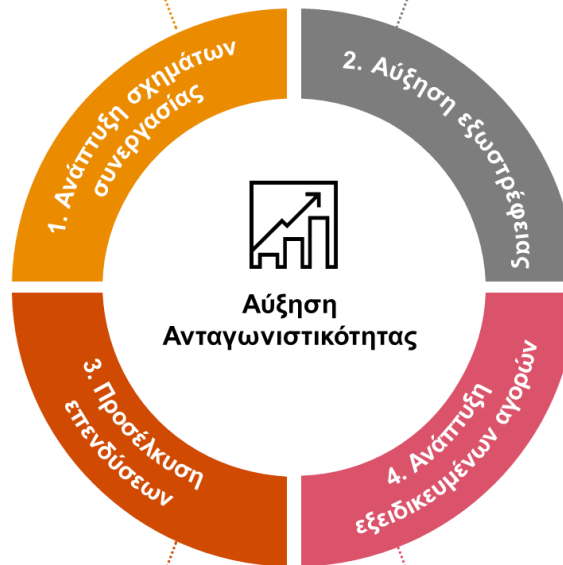 1. Ανάπτυξη σχημάτων
συνεργασίας
2. Αύξηση εξωστρέφειας
Αύξηση
Ανταγωνιστικότητας
3. Προσέλκυση
επενδύσεων
4. Ανάπτυξη
εξειδικευμένων αγορών